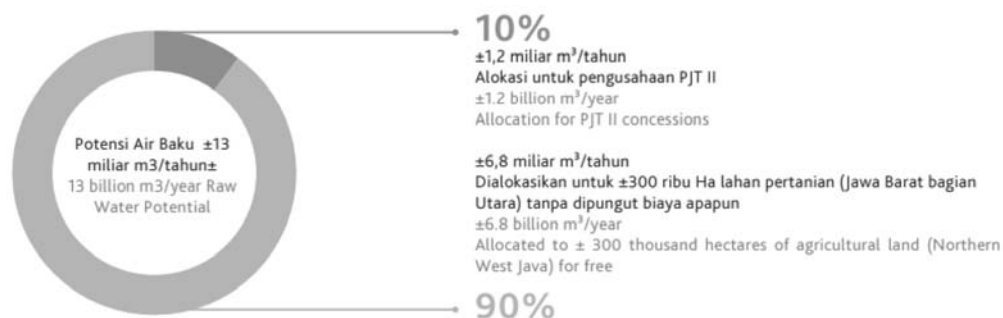 Potensi Air Baku ±13
miliar m3/tahun±
13 billion m3/year Raw
Water Potential
10%
±1,2 miliar m³/tahun
Alokasi untuk pengusahaan PJT II
±1.2 billion m³/year
Allocation for PJT II concessions
±6,8 miliar m³/tahun
Dialokasikan untuk ±300 ribu Ha lahan pertanian (Jawa Barat bagian
Utara) tanpa dipungut biaya apapun
±6.8 billion m³/year
Allocated to ± 300 thousand hectares of agricultural land (Northern
West Java) for free
90%